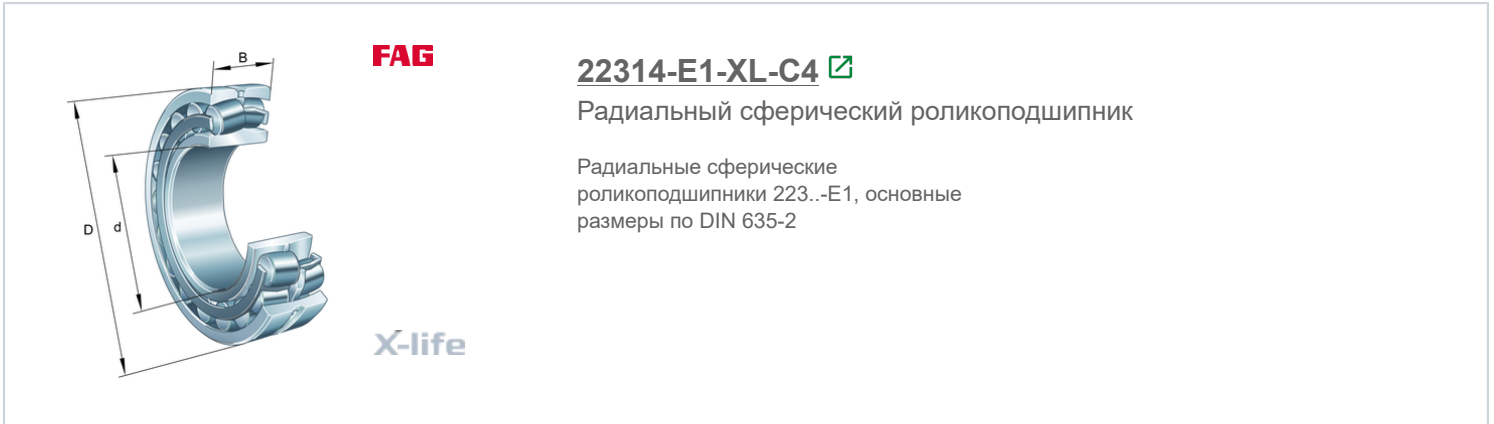 FAG
B
D
d
X-life
22314-E1-XL-C4
Радиальный сферический роликоподшипник
Радиальные сферические
роликоподшипники 223..-E1, основные
размеры по DIN 635-2